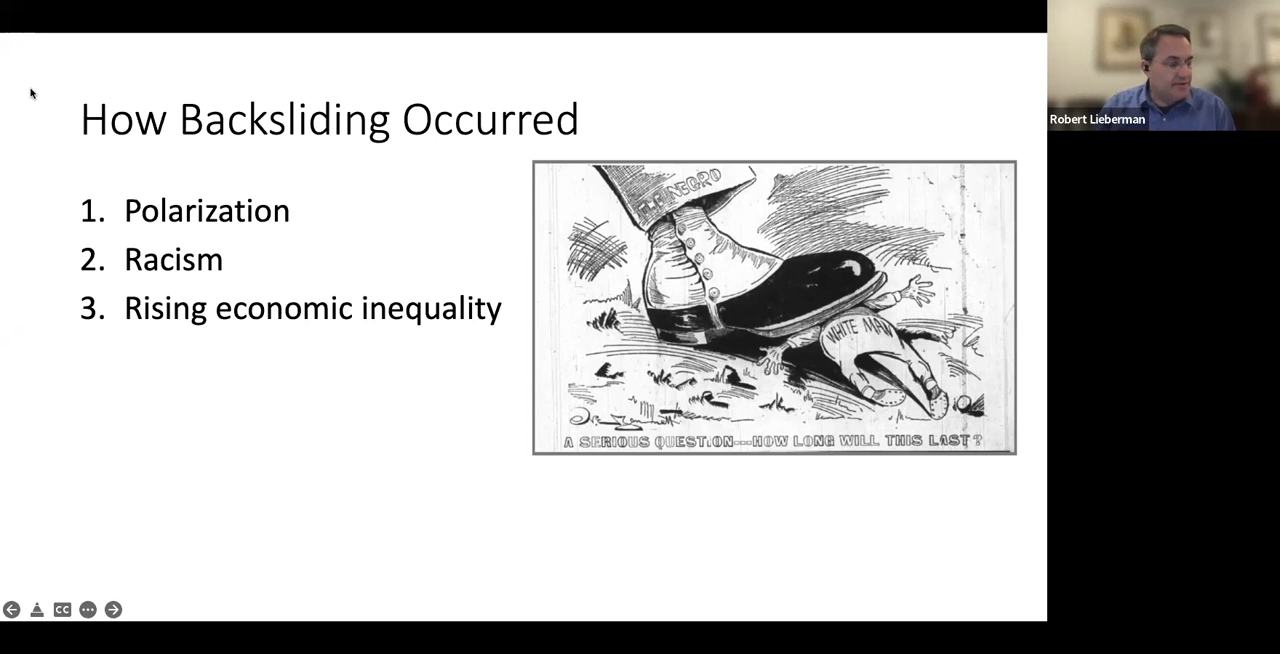 How Backsliding Occurred
1. Polarization
2. Racism
3. Rising economic inequality
NEGRO
WHITE MAN
A SERIOUS QUESTION---HOW LONG WILL THIS LAST?
Robert Lieberman
CC